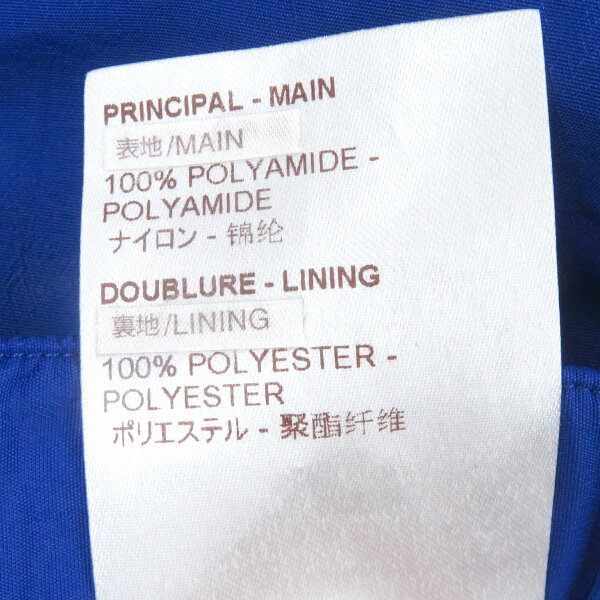 PRINCIPAL - MAIN
表地/MAIN
100% POLYAMIDE -
POLYAMIDE
ナイロン - 锦纶
DOUBLURE - LINING
裏地/LINING
100% POLYESTER -
POLYESTER
ポリエステル - 聚酯纤维